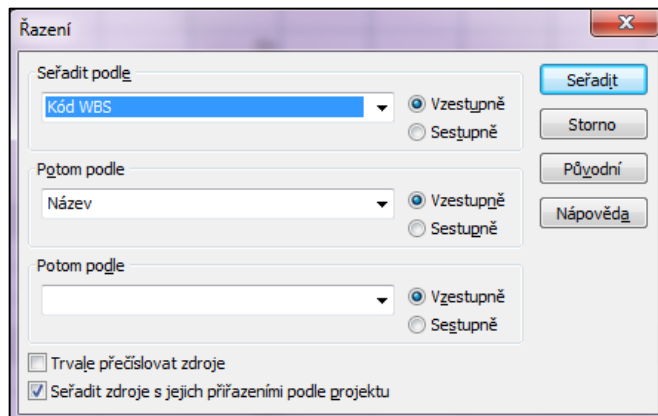 Řazení
Seřadit podle
Kód WBS
Vzestupně
Sestupně
Potom podle
Název
Vzestupně
Sestupně
Potom podle
Vzestupně
Sestupně
Trvale přečíslovat zdroje
Seřadit zdroje s jejich přiřazeními podle projektu
Seřadit
Storno
Původní
Nápověda